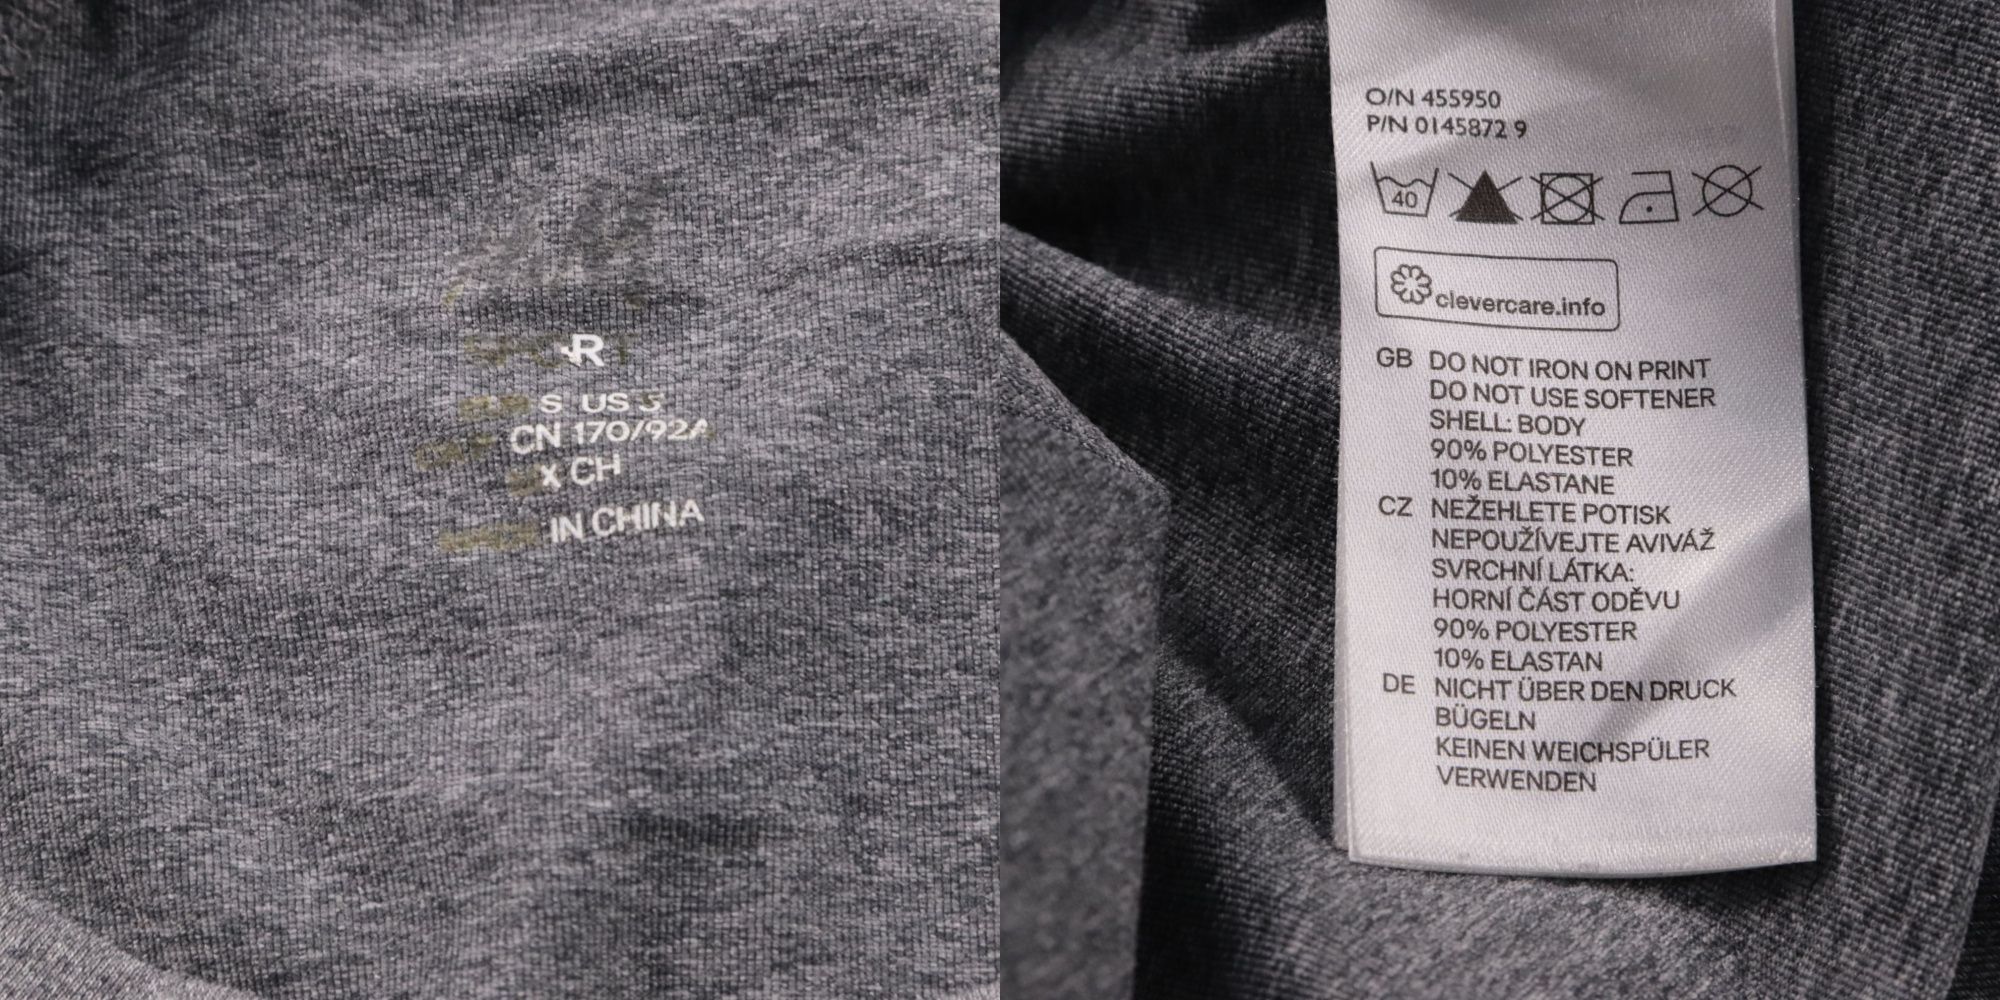 R
S US S
CN 170/92A
X CH
IN CHINA
O/N 455950
P/N 0145872 9
40
clevercare.info
GB DO NOT IRON ON PRINT
DO NOT USE SOFTENER
SHELL: BODY
90% POLYESTER
10% ELASTANE
CZ NEŽEHLETE POTISK
NEPOUŽÍVEJTE AVIVÁŽ
SVRCHNÍ LÁTKA:
HORNÍ ČÁST ODĚVU
90% POLYESTER
10% ELASTAN
DE NICHT ÜBER DEN DRUCK
BÜGELN
KEINEN WEICHSPÜLER
VERWENDEN